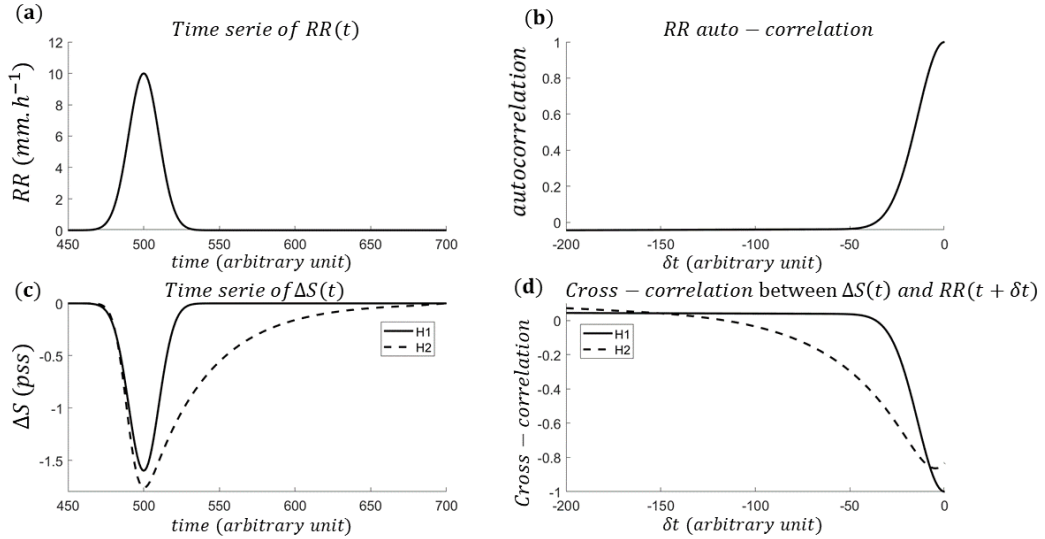 (a)
Time serie of RR(t)
RR (mm. h⁻¹)
12
10
8
6
4
2
0
450 500 550 600 650 700
time (arbitrary unit)
(b)
RR auto − correlation
autocorrelation
1
0.8
0.6
0.4
0.2
0
-200 -150 -100 -50 0
δt (arbitrary unit)
(c)
Time serie of ΔS(t)
ΔS (pss)
0
-0.5
-1
-1.5
H1
H2
450 500 550 600 650 700
time (arbitrary unit)
(d)
Cross − correlation between ΔS(t) and RR(t + δt)
Cross − correlation
0
-0.2
-0.4
-0.6
-0.8
-1
H1
H2
-200 -150 -100 -50 0
δt (arbitrary unit)